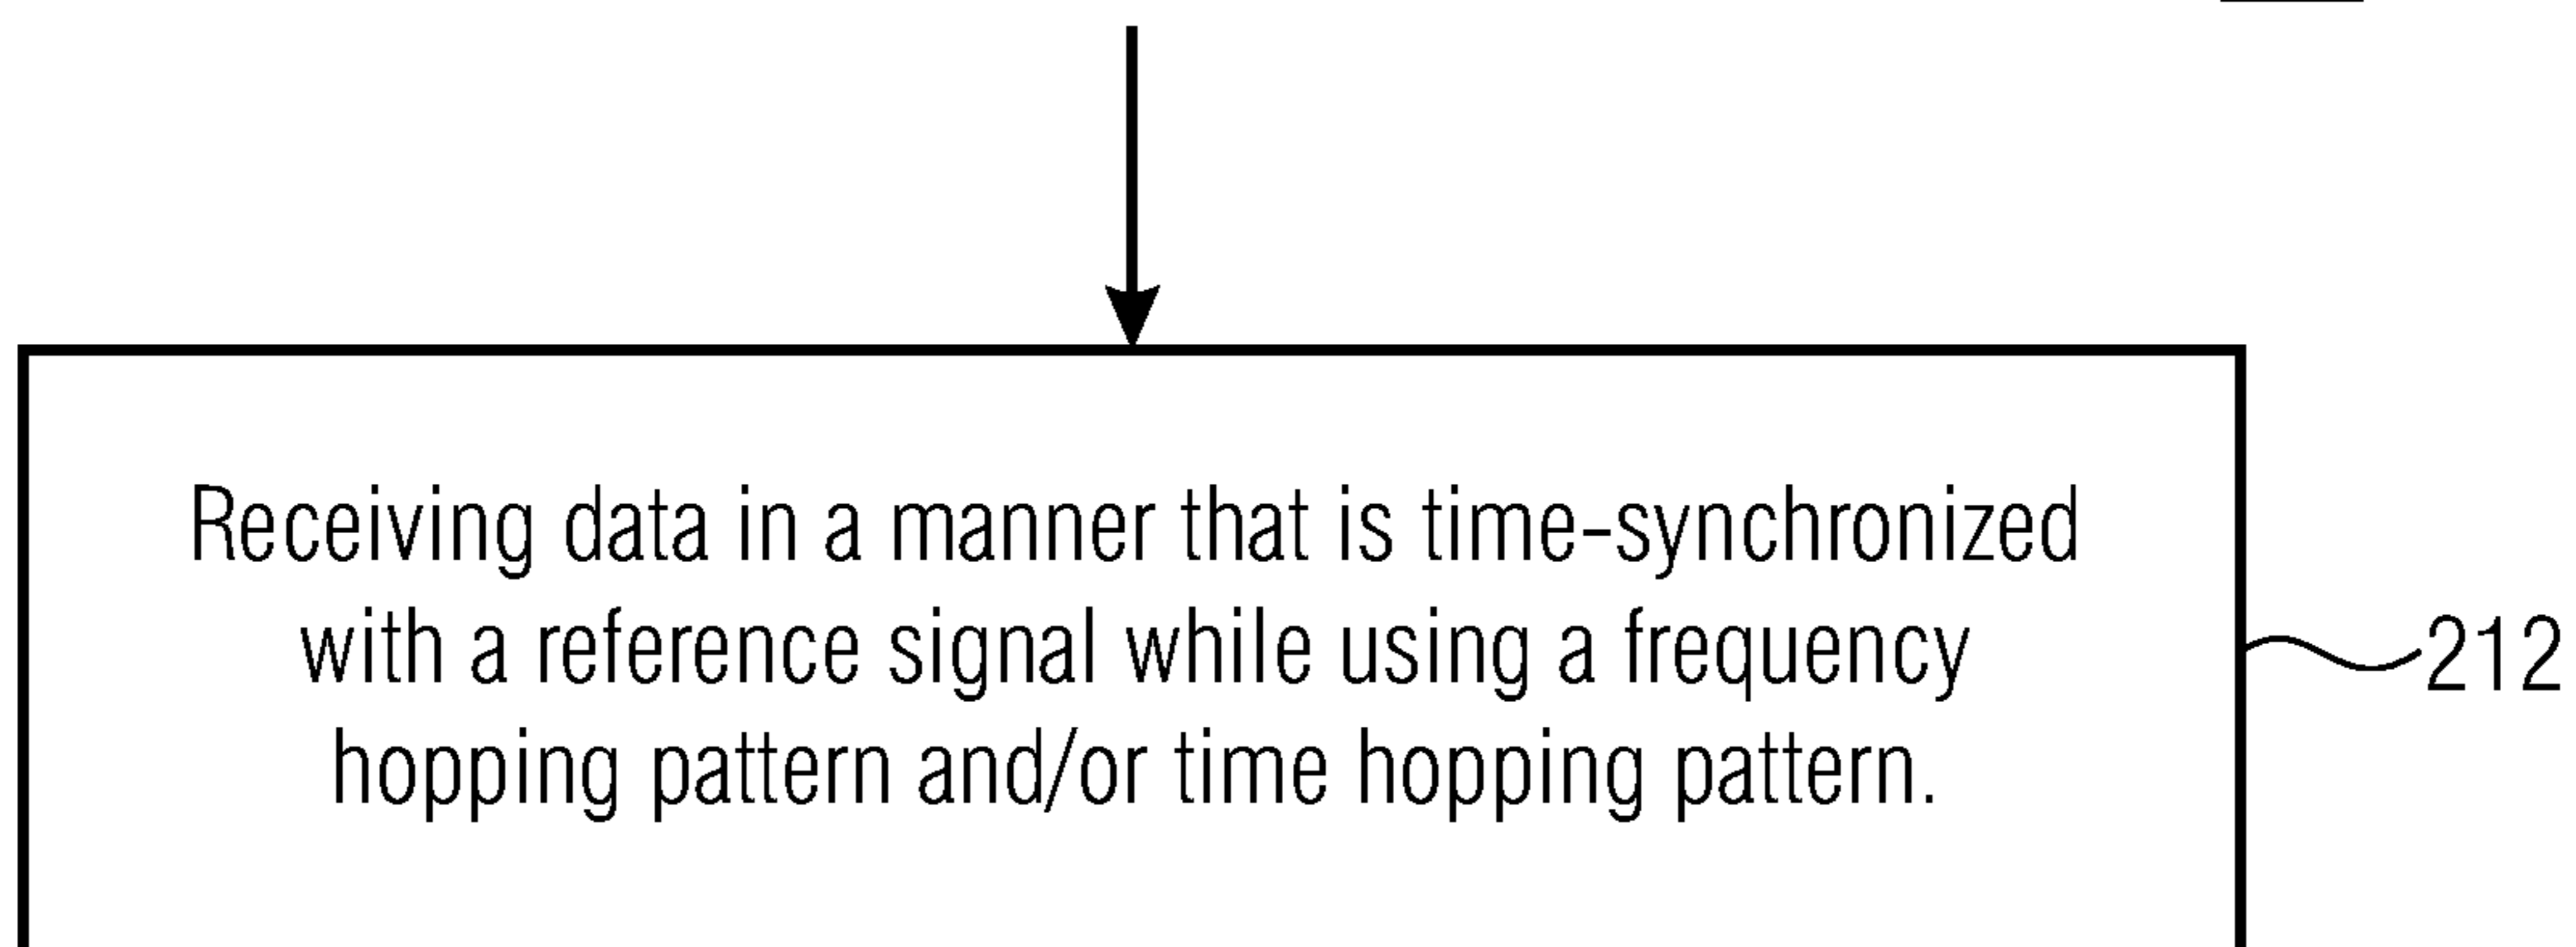 Receiving data in a manner that is time-synchronized
with a reference signal while using a frequency
hopping pattern and/or time hopping pattern.
212